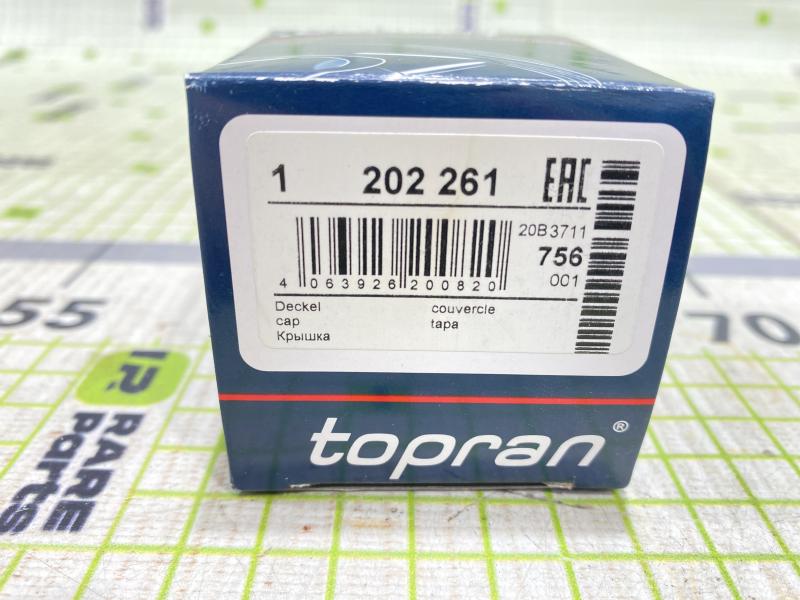 1 202 261 EAC
20B3711
756
001
4 063926 200820
Deckel couvercle
cap tapa
Крышка
topran®
55
70
RARE
Parts